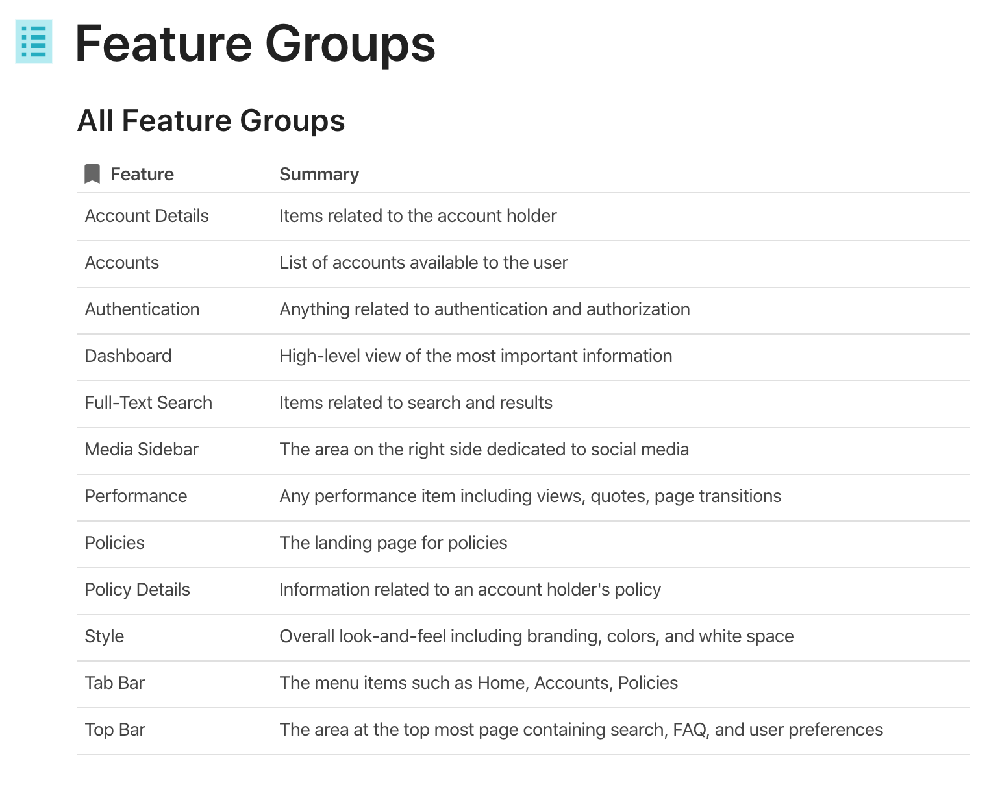 Feature Groups
All Feature Groups
Feature Summary
Account Details Items related to the account holder
Accounts List of accounts available to the user
Authentication Anything related to authentication and authorization
Dashboard High-level view of the most important information
Full-Text Search Items related to search and results
Media Sidebar The area on the right side dedicated to social media
Performance Any performance item including views, quotes, page transitions
Policies The landing page for policies
Policy Details Information related to an account holder's policy
Style Overall look-and-feel including branding, colors, and white space
Tab Bar The menu items such as Home, Accounts, Policies
Top Bar The area at the top most page containing search, FAQ, and user preferences